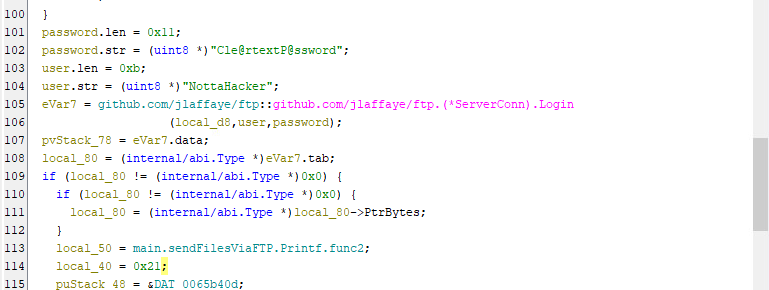 100 }
101 password.len = 0x11;
102 password.str = (uint8 *)"Cle@rtextP@ssword";
103 user.len = 0xb;
104 user.str = (uint8 *)"NottaHacker";
105 eVar7 = github.com/jlaffaye/ftp::github.com/jlaffaye/ftp.(*ServerConn).Login
106 (local_d8,user,password);
107 pvStack_78 = eVar7.data;
108 local_80 = (internal/abi.Type *)eVar7.tab;
109 if (local_80 != (internal/abi.Type *)0x0) {
110 if (local_80 != (internal/abi.Type *)0x0) {
111 local_80 = (internal/abi.Type *)local_80->PtrBytes;
112 }
113 local_50 = main.sendFilesViaFTP.Printf.func2;
114 local_40 = 0x21;
115 puStack_48 = &DAT_0065b40d;